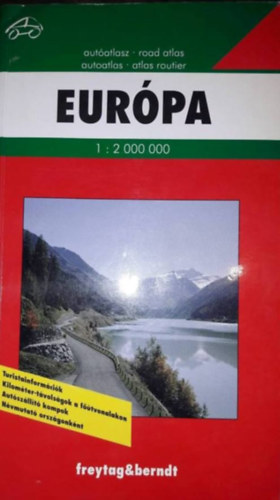 autóatlasz · road atlas
autoatlas · atlas routier
EURÓPA
1 : 2 000 000
Turistainformációk
Kilométer-távolságok a főútvonalakon
Autószállító kompok
Névmutató országonként
freytag&berndt